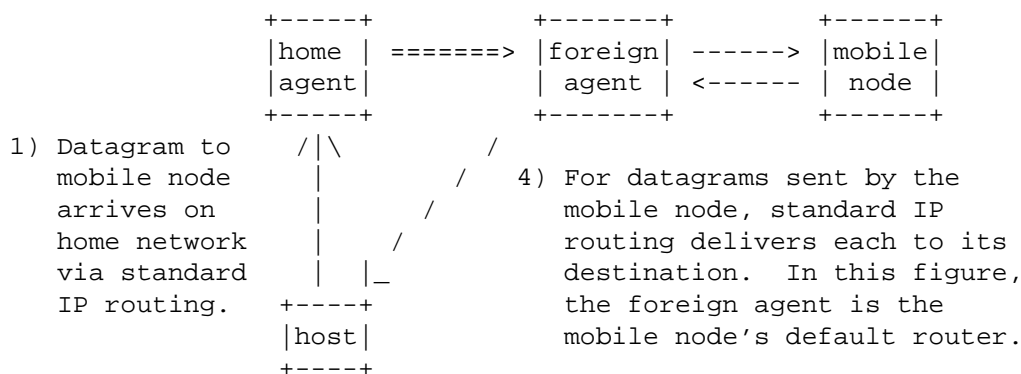 +-----+          +-------+         +------+
|home | =======> |foreign| ------> |mobile|
|agent|          | agent | <------ | node |
+-----+          +-------+         +------+
1) Datagram to    /|\         /
mobile node      |        /   4) For datagrams sent by the
arrives on       |      /        mobile node, standard IP
home network     |    /          routing delivers each to its
via standard     |  |_           destination.  In this figure,
IP routing.   +----+             the foreign agent is the
|host|             mobile node's default router.
+----+